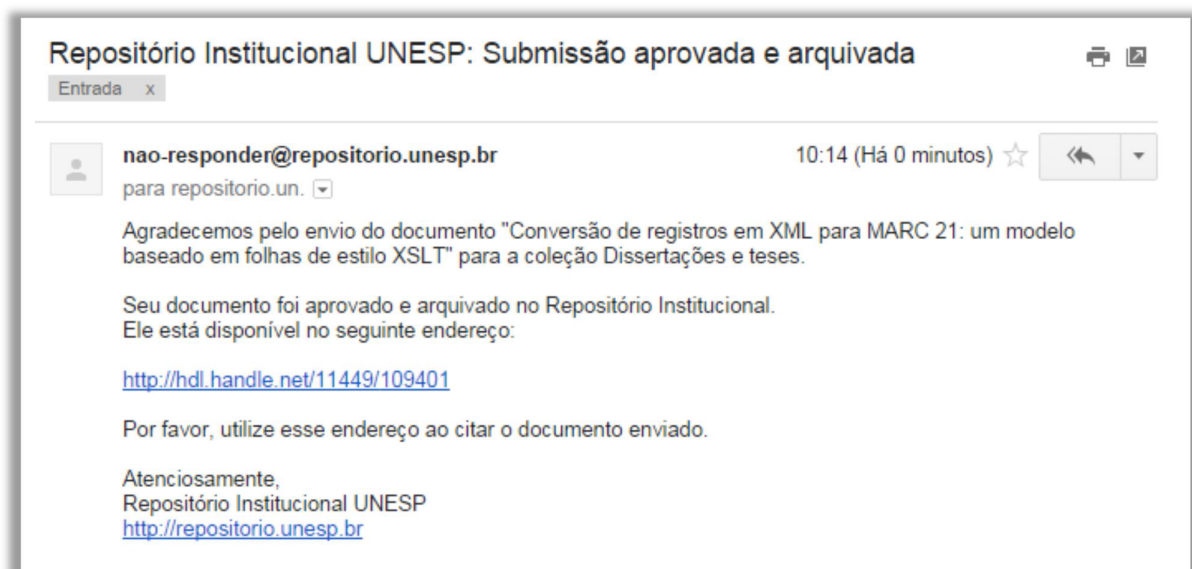 Repositório Institucional UNESP: Submissão aprovada e arquivada
Entrada x
nao-responder@repositorio.unesp.br 10:14 (Há 0 minutos)
para repositorio.un.
Agradecemos pelo envio do documento "Conversão de registros em XML para MARC 21: um modelo
baseado em folhas de estilo XSLT" para a coleção Dissertações e teses.
Seu documento foi aprovado e arquivado no Repositório Institucional.
Ele está disponível no seguinte endereço:
http://hdl.handle.net/11449/109401
Por favor, utilize esse endereço ao citar o documento enviado.
Atenciosamente,
Repositório Institucional UNESP
http://repositorio.unesp.br